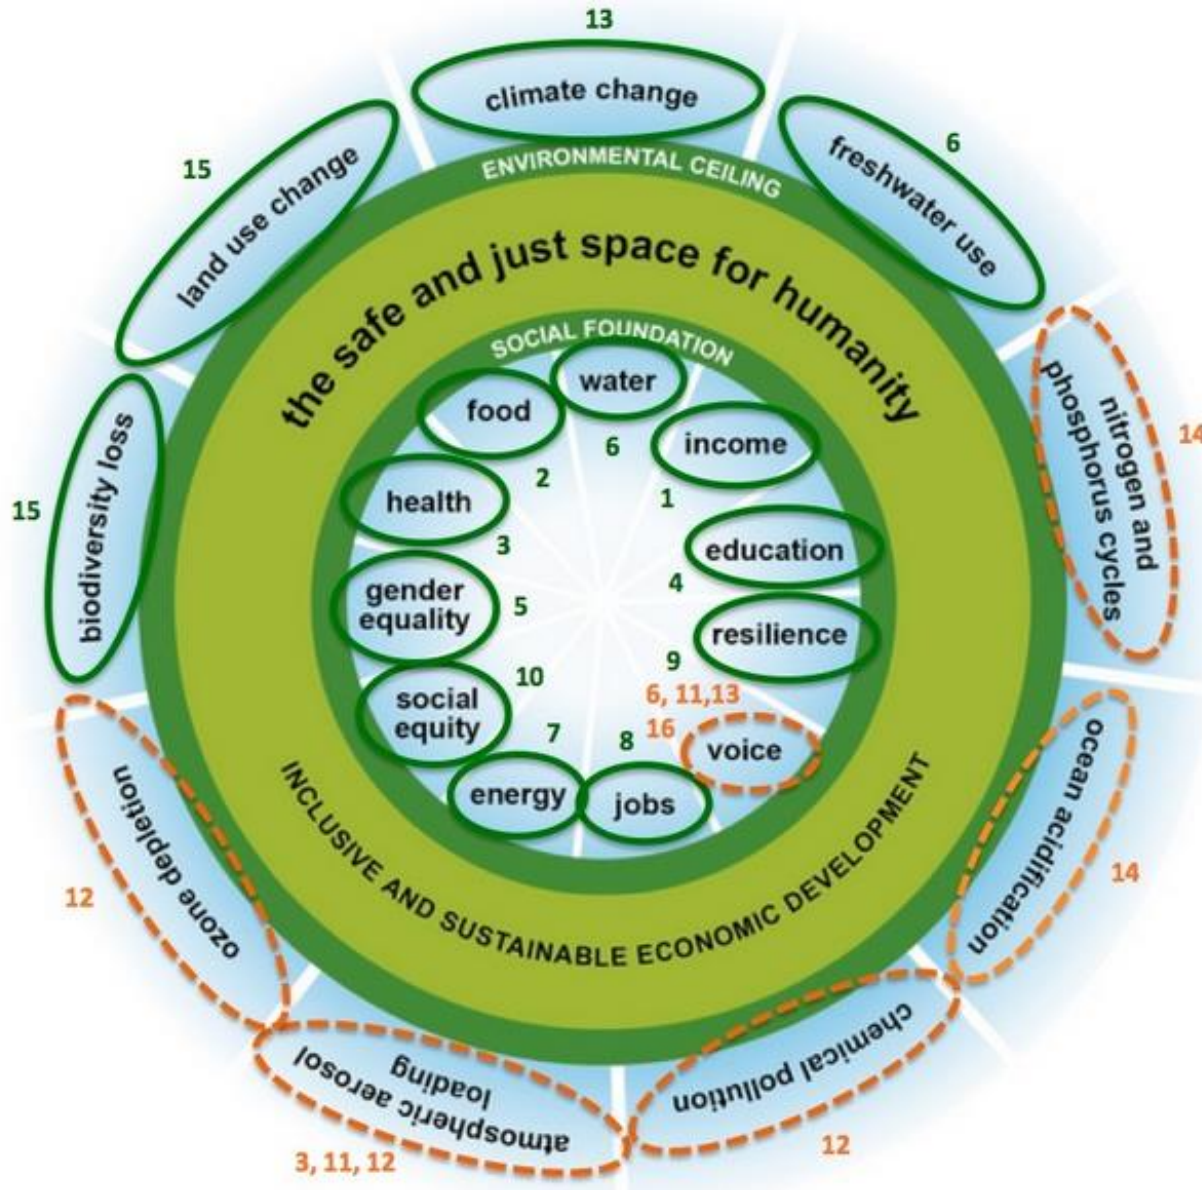 13
climate change
15
land use change
6
freshwater use
ENVIRONMENTAL CEILING
the safe and just space for humanity
SOCIAL FOUNDATION
14
nitrogen and
phosphorus cycles
15
biodiversity loss
water
6
food
2
income
1
health
3
education
4
gender
equality
5
resilience
9
social
equity
10
6, 11,13
16
voice
energy
7
jobs
8
INCLUSIVE AND SUSTAINABLE ECONOMIC DEVELOPMENT
ocean acidification
14
ozone depletion
12
chemical pollution
12
atmospheric aerosol
loading
3, 11, 12